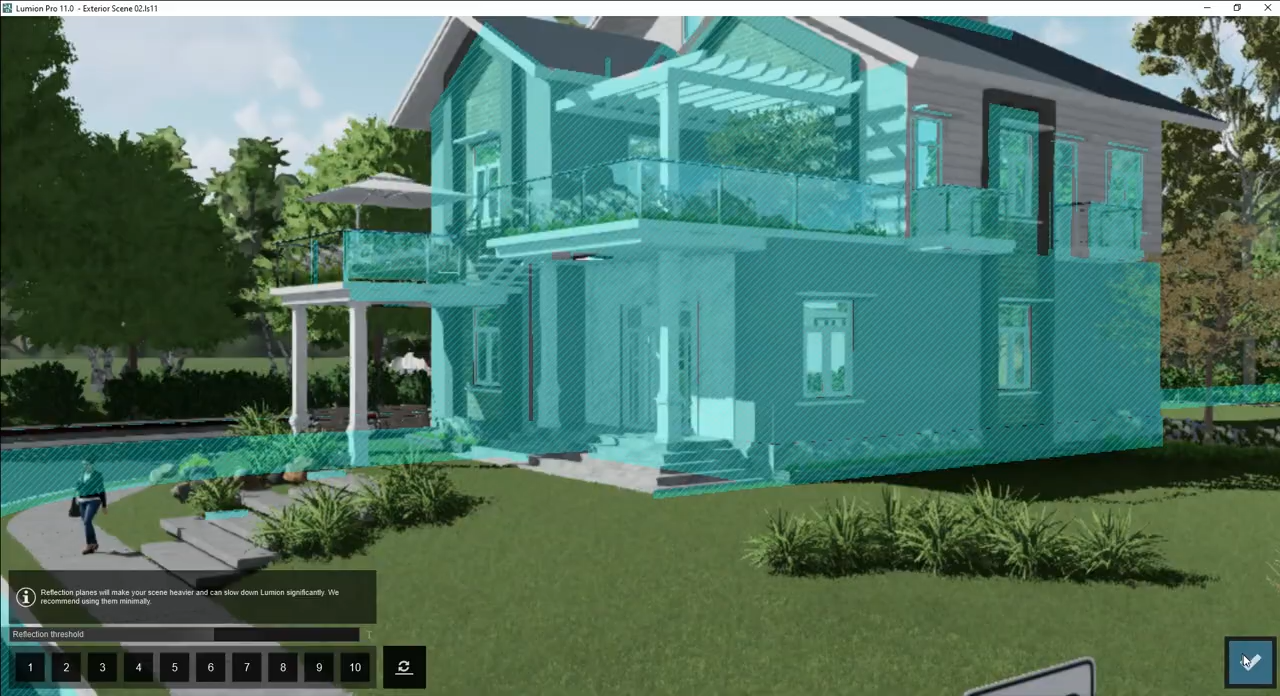 Lumion Pro 11.0 - Exterior Scene 02.ls11
Reflection planes will make your scene heavier and can slow down Lumion significantly. We
recommend using them minimally.
Reflection threshold
1 2 3 4 5 6 7 8 9 10